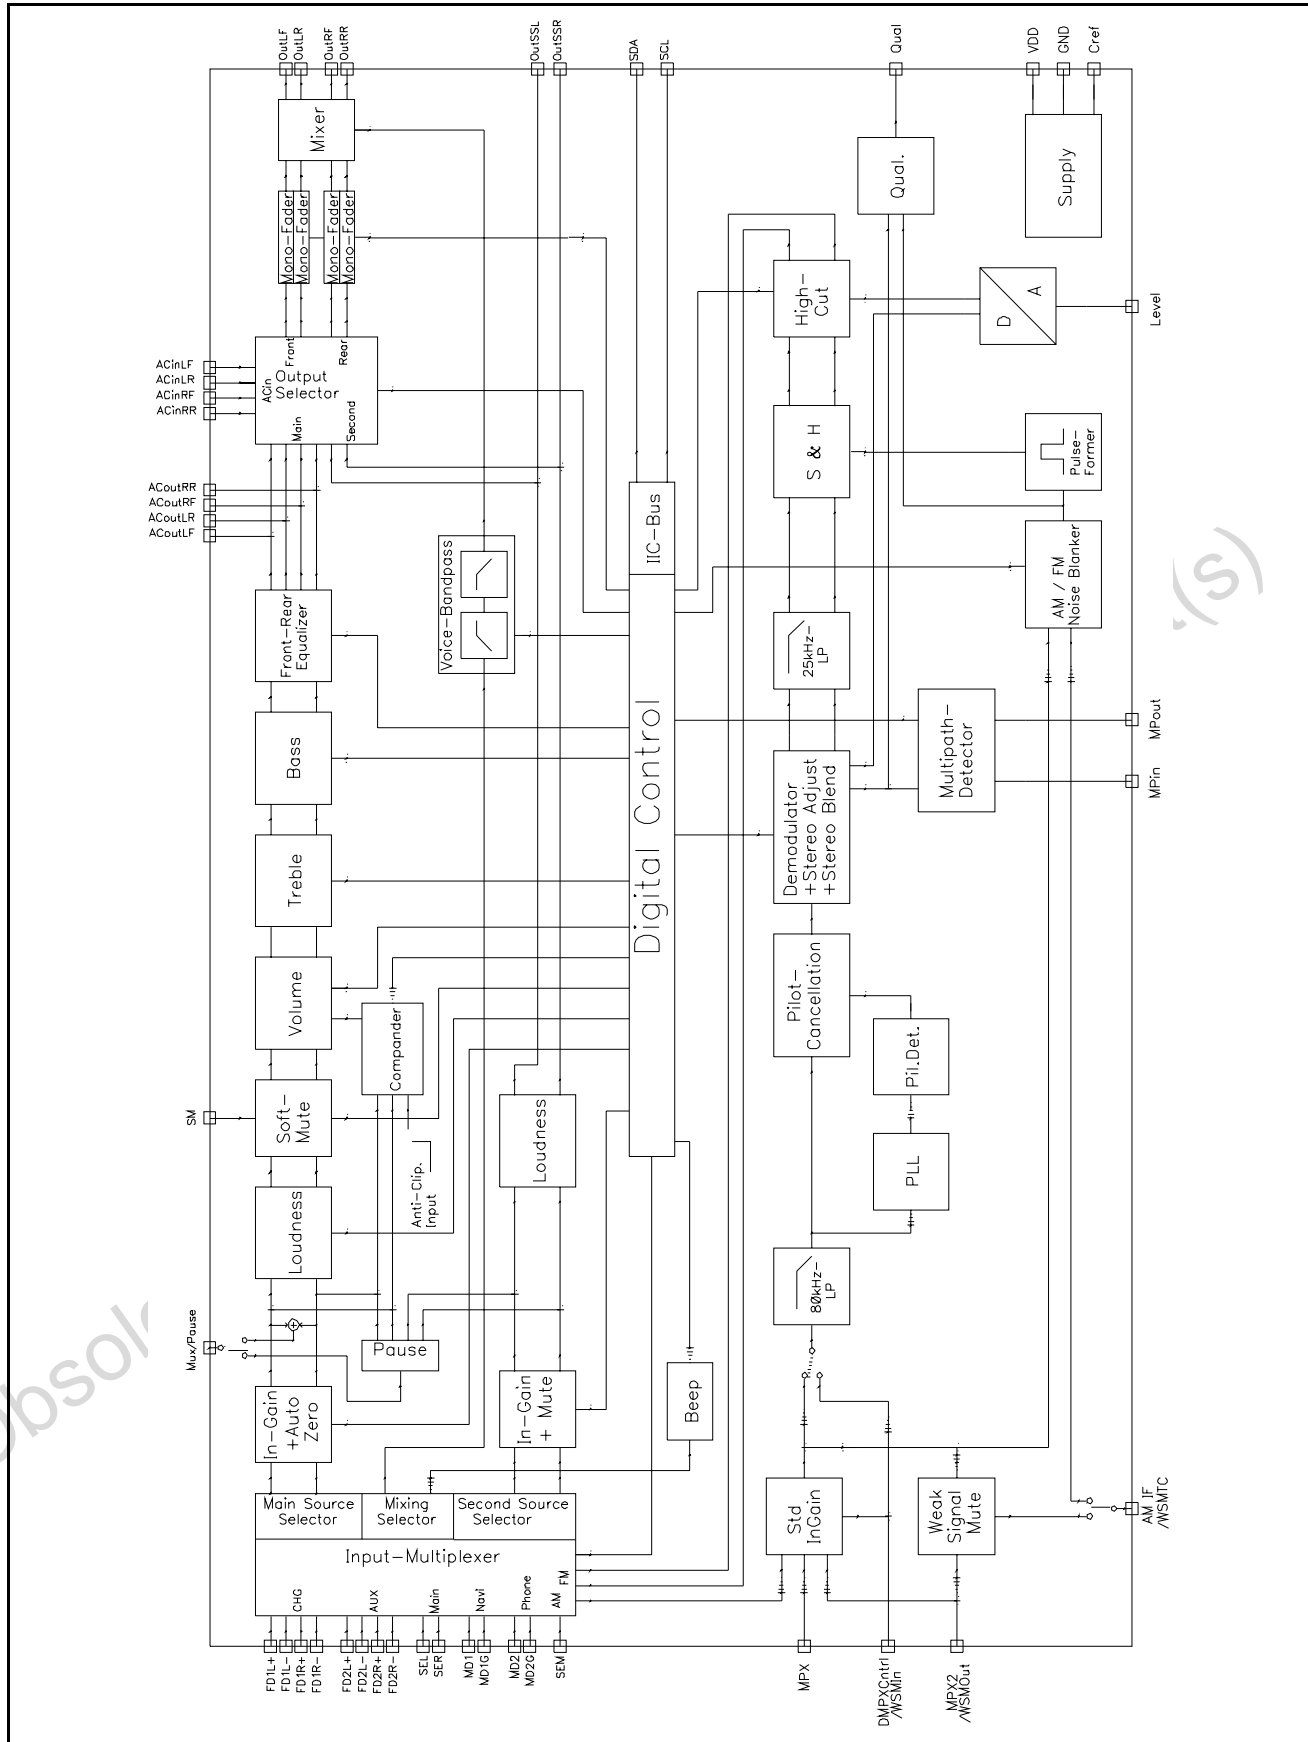 OutLF
OutLR
OutRF
OutRR
OutSSL
OutSSR
SDA
SCL
Qual
VDD
GND
Cref
Mixer
Qual.
Supply
Mono-Fader
Mono-Fader
Mono-Fader
Mono-Fader
High-
Cut
D
A
Level
ACinLF
ACinLR
ACinRF
ACinRR
ACin
Front
Rear
Output
Selector
Main
Second
S & H
Pulse-
Former
ACoutRR
ACoutRF
ACoutLR
ACoutLF
IIC-Bus
Voice-Bandpass
AM / FM
Noise Blanker
(s)
Front-Rear
Equalizer
25kHz-
LP
Bass
Digital Control
Multipath-
Detector
MPout
MPin
Treble
Demodulator
+Stereo Adjust
+Stereo Blend
Volume
Compander
Pilot-
Cancellation
Pil.Det.
SM
Soft-
Mute
Loudness
PLL
Anti-Clip.
Input
Loudness
80kHz-
LP
Mux/Pause
Pause
Obsol
In-Gain
+Auto
Zero
In-Gain
+ Mute
Beep
Main Source
Selector
Mixing
Selector
Second Source
Selector
Input-Multiplexer
Std
InGain
Weak
Signal
Mute
AM IF
/WSMTC
CHG
AUX
Main
Navi
Phone
AM
FM
FD1L+
FD1L-
FD1R+
FD1R-
FD2L+
FD2L-
FD2R+
FD2R-
SEL
SER
MD1
MD1G
MD2
MD2G
SEM
MPX
DMPXCntrl
/WSMIn
MPX2
/WSMOut